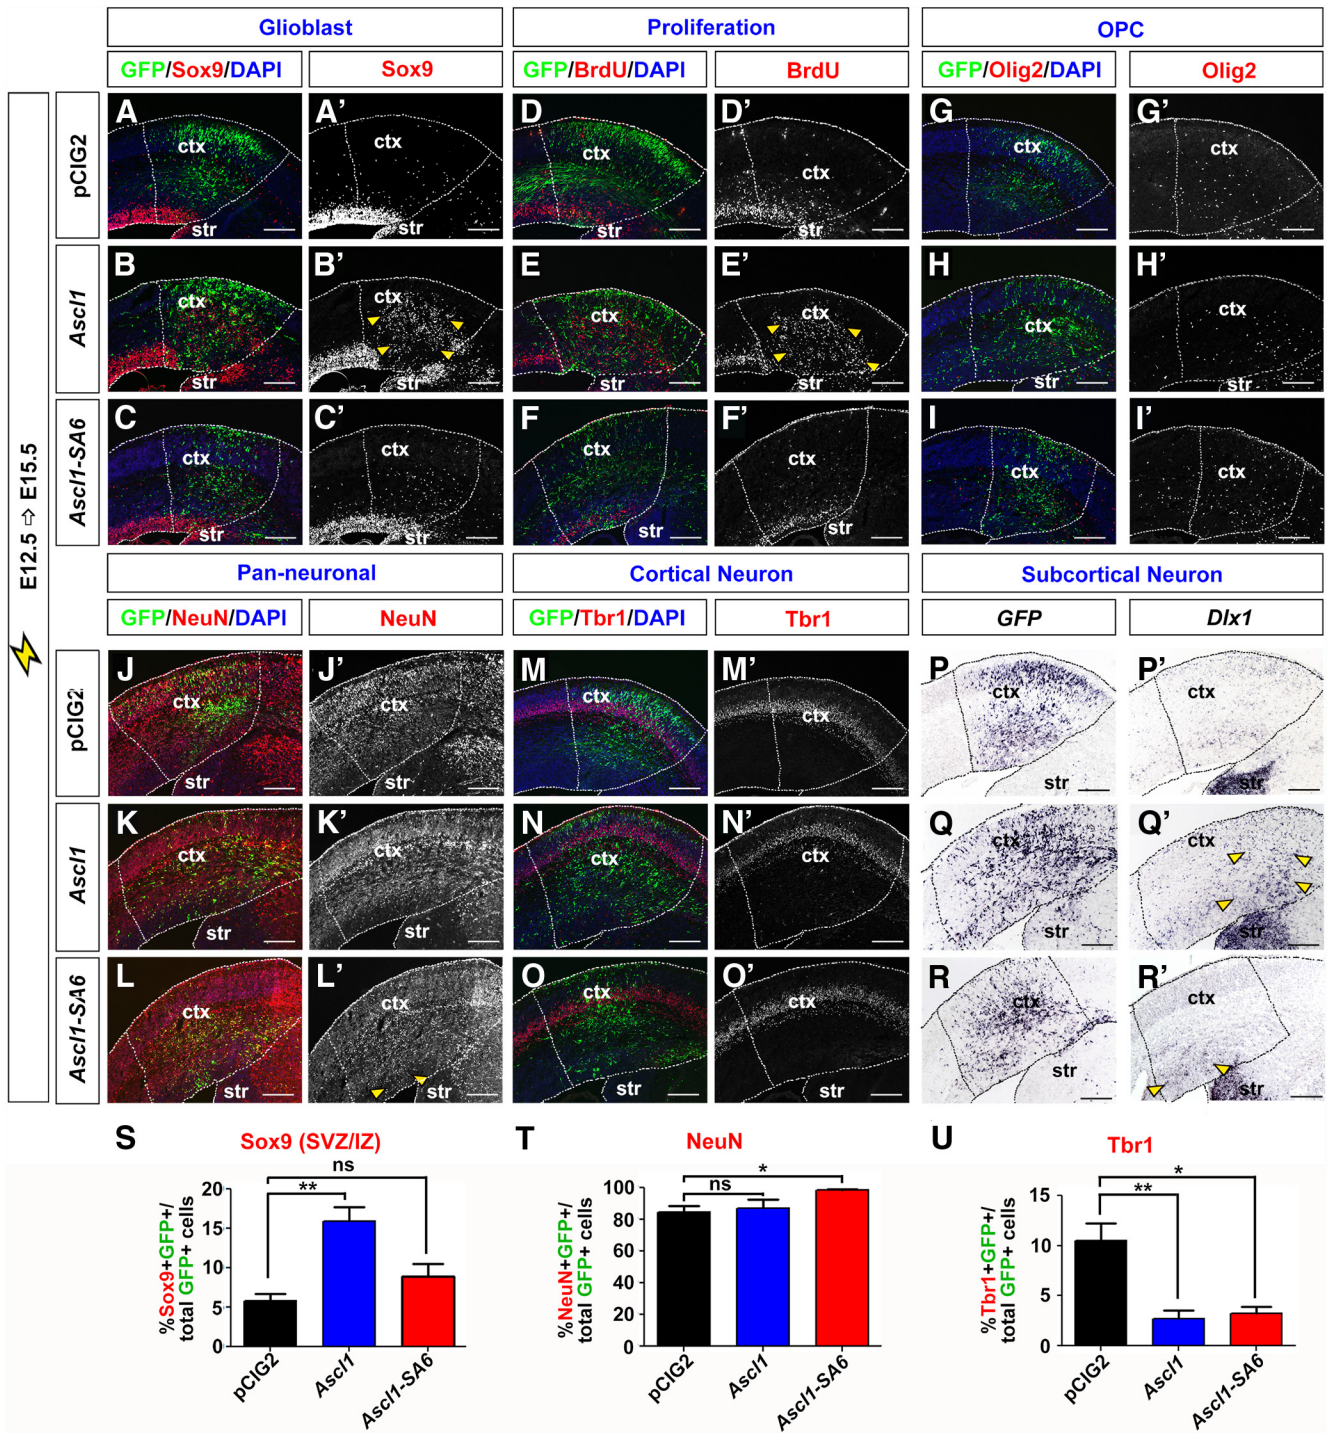 Glioblast Proliferation OPC
GFP/Sox9/DAPI Sox9 GFP/BrdU/DAPI BrdU GFP/Olig2/DAPI Olig2
E12.5 ⇨ E15.5
pCIG2
A ctx str
A’ ctx str
D ctx str
D’ ctx str
G ctx str
G’ ctx str
Ascl1
B ctx str
B’ ctx str
E ctx str
E’ ctx str
H ctx str
H’ ctx str
Ascl1-SA6
C ctx str
C’ ctx str
F ctx str
F’ ctx str
I ctx str
I’ ctx str
Pan-neuronal Cortical Neuron Subcortical Neuron
GFP/NeuN/DAPI NeuN GFP/Tbr1/DAPI Tbr1 GFP Dlx1
pCIG2
J ctx str
J’ ctx str
M ctx str
M’ ctx str
P ctx str
P’ ctx str
Ascl1
K ctx str
K’ ctx str
N ctx str
N’ ctx str
Q ctx str
Q’ ctx str
Ascl1-SA6
L ctx str
L’ ctx str
O ctx str
O’ ctx str
R ctx str
R’ ctx str
S Sox9 (SVZ/IZ)
%Sox9+GFP+/
total GFP+ cells
20
15
10
5
0
ns
**
pCIG2 Ascl1 Ascl1-SA6
T NeuN
%NeuN+GFP+/
total GFP+ cells
100
80
60
40
20
0
*
ns
pCIG2 Ascl1 Ascl1-SA6
U Tbr1
%Tbr1+GFP+/
total GFP+ cells
15
10
5
0
*
**
pCIG2 Ascl1 Ascl1-SA6